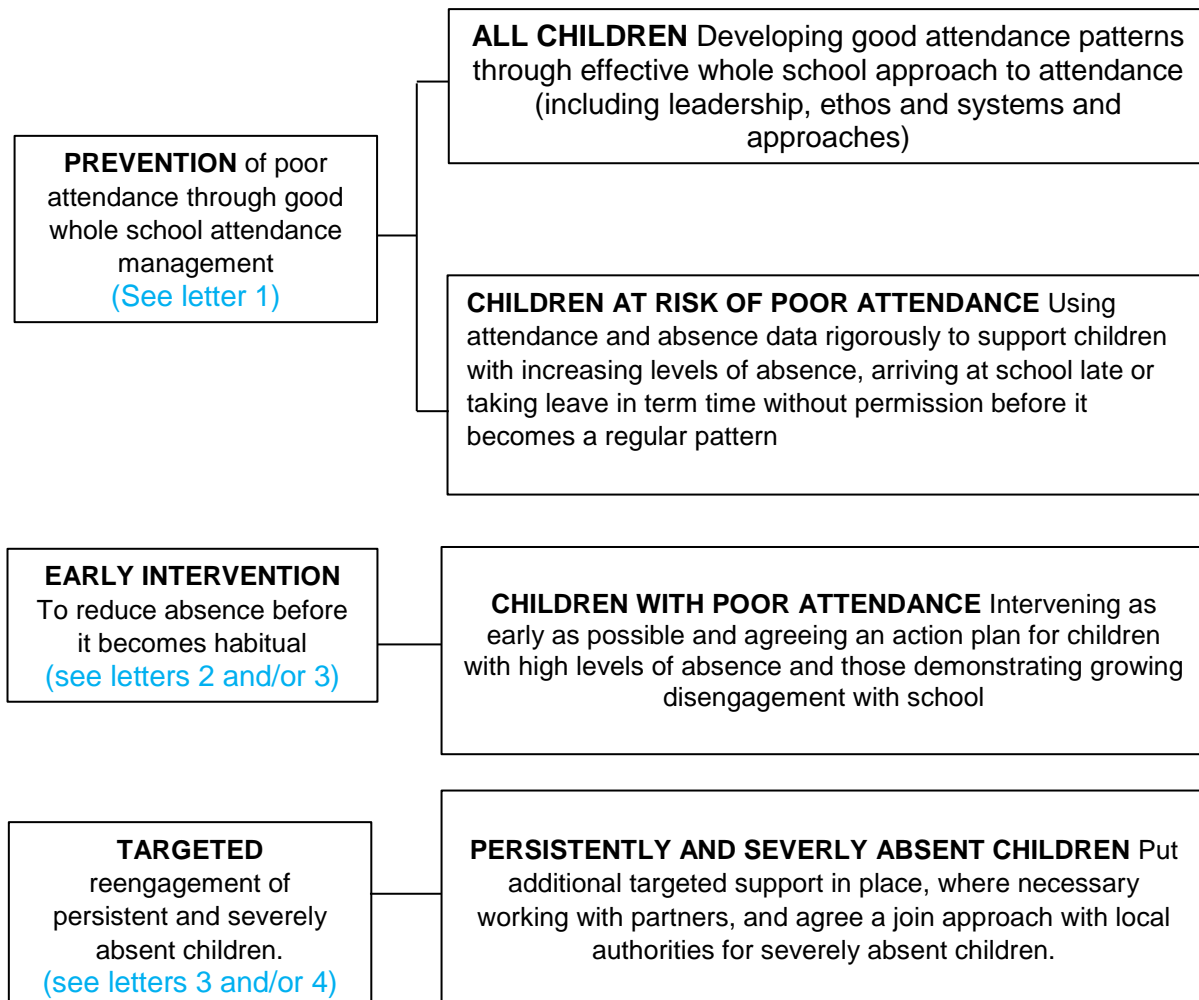 PREVENTION of poor
attendance through good
whole school attendance
management
(See letter 1)
ALL CHILDREN Developing good attendance patterns
through effective whole school approach to attendance
(including leadership, ethos and systems and
approaches)
CHILDREN AT RISK OF POOR ATTENDANCE Using
attendance and absence data rigorously to support children
with increasing levels of absence, arriving at school late or
taking leave in term time without permission before it
becomes a regular pattern
EARLY INTERVENTION
To reduce absence before
it becomes habitual
(see letters 2 and/or 3)
CHILDREN WITH POOR ATTENDANCE Intervening as
early as possible and agreeing an action plan for children
with high levels of absence and those demonstrating growing
disengagement with school
TARGETED
reengagement of
persistent and severely
absent children.
(see letters 3 and/or 4)
PERSISTENTLY AND SEVERLY ABSENT CHILDREN Put
additional targeted support in place, where necessary
working with partners, and agree a join approach with local
authorities for severely absent children.